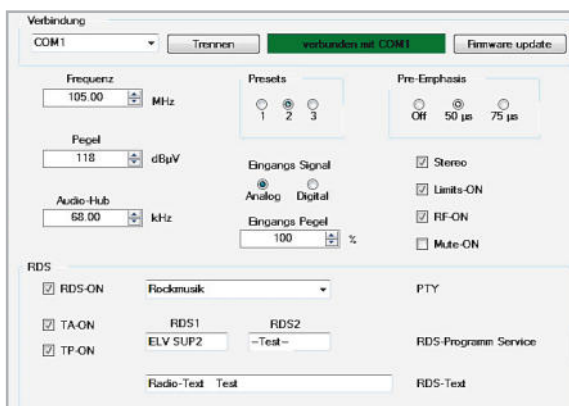 Verbindung
COM1 Trennen verbunden mit COM1 Firmware update
Frequenz
105.00 MHz
Presets
1 2 3
Pre-Emphasis
Off 50 µs 75 µs
Pegel
118 dBµV
Eingangs Signal
Analog Digital
Stereo
Limits-ON
RF-ON
Mute-ON
Audio-Hub
68.00 kHz
Eingangs Pegel
100 %
RDS
RDS-ON Rockmusik PTY
TA-ON RDS1 RDS2
TP-ON ELV SUP2 --Test-- RDS-Programm Service
Radio-Text Test RDS-Text